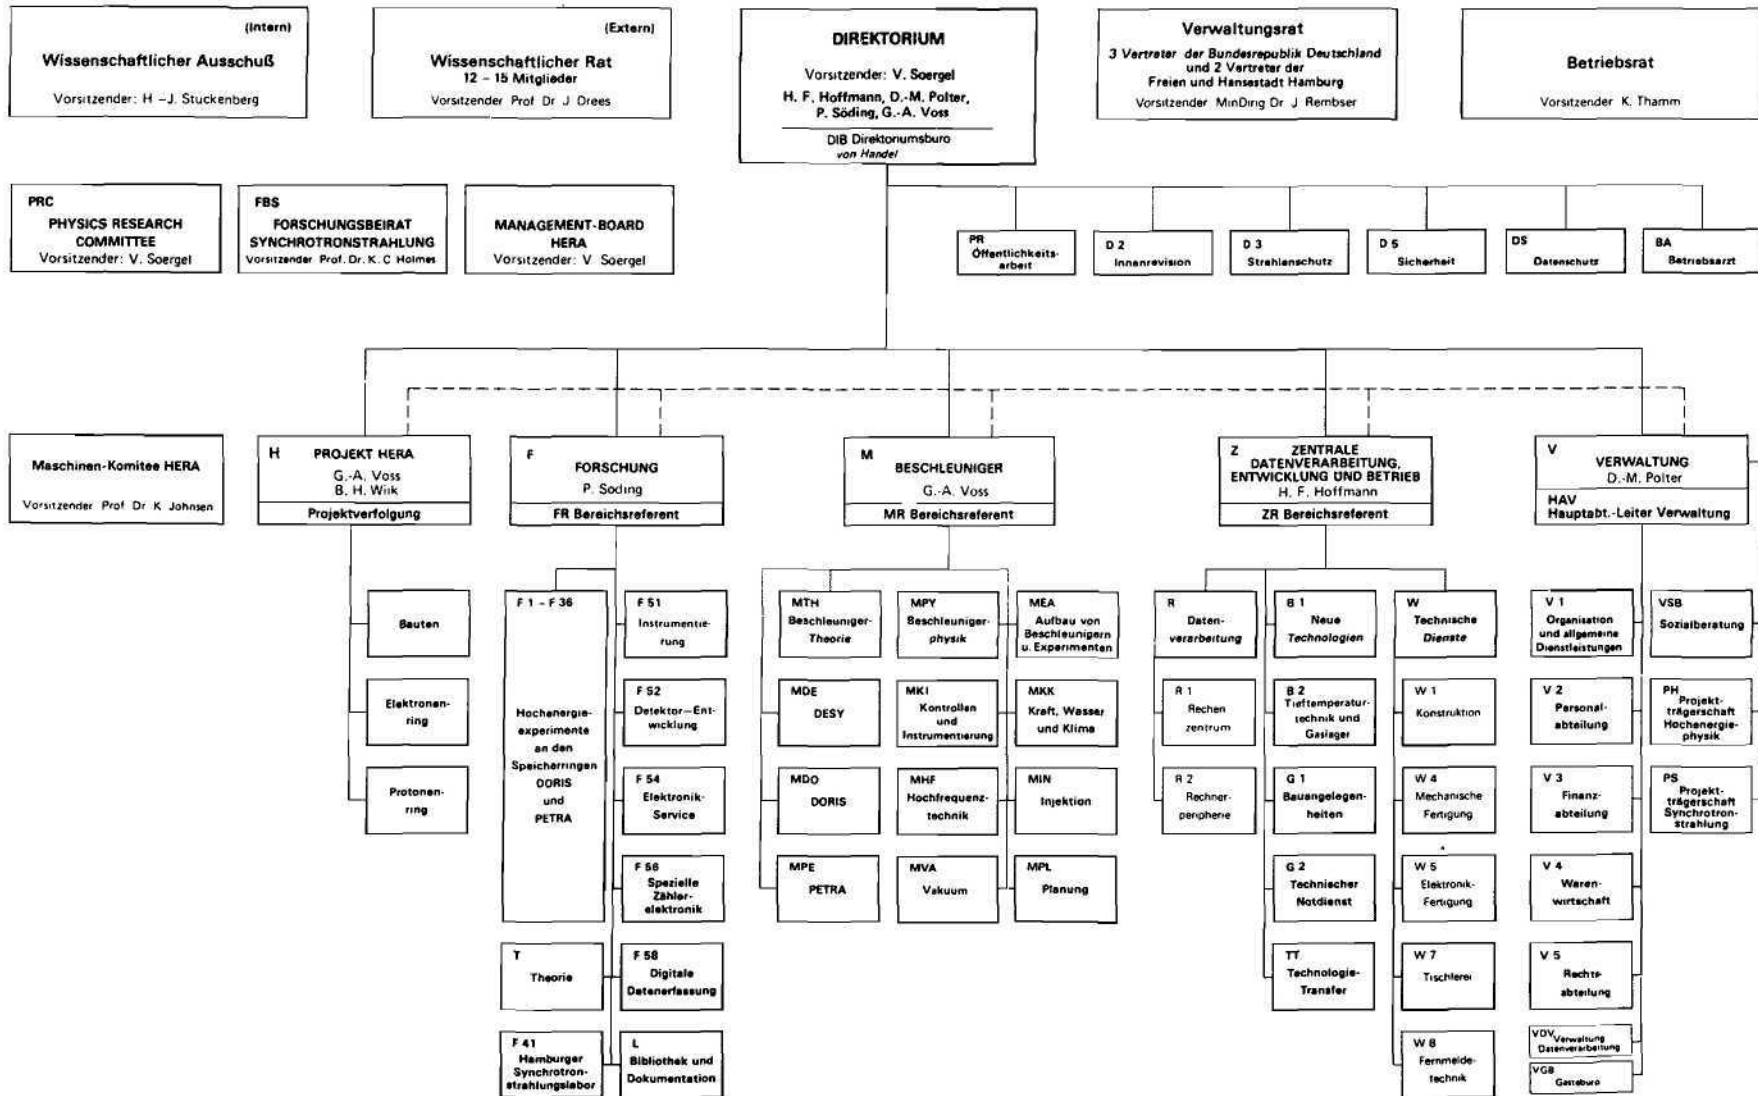 (Intern)
Wissenschaftlicher Ausschuß
Vorsitzender: H –J. Stuckenberg
(Extern)
Wissenschaftlicher Rat
12 – 15 Mitglieder
Vorsitzender Prof Dr J Drees
DIREKTORIUM
Vorsitzender: V. Soergel
H. F. Hoffmann, D.-M. Polter,
P. Söding, G.-A. Voss
DIB Direktoriumsburo
von Handel
Verwaltungsrat
3 Vertreter der Bundesrepublik Deutschland
und 2 Vertreter der
Freien und Hansestadt Hamburg
Vorsitzender MinDirig Dr J Rembser
Betriebsrat
Vorsitzender K. Thamm
PRC
PHYSICS RESEARCH
COMMITTEE
Vorsitzender: V. Soergel
FBS
FORSCHUNGSBEIRAT
SYNCHROTRONSTRAHLUNG
Vorsitzender Prof. Dr. K. C Holmes
MANAGEMENT-BOARD
HERA
Vorsitzender: V Soergel
PR
Öffentlichkeits-
arbeit
D 2
Innenrevision
D 3
Strahlenschutz
D 5
Sicherheit
DS
Datenschutz
BA
Betriebsarzt
Maschinen-Komitee HERA
Vorsitzender Prof Dr K Johnsen
H
PROJEKT HERA
G.-A. Voss
B. H. Wiik
Projektverfolgung
F
FORSCHUNG
P. Soding
FR Bereichsreferent
M
BESCHLEUNIGER
G.-A. Voss
MR Bereichsreferent
Z
ZENTRALE
DATENVERARBEITUNG,
ENTWICKLUNG UND BETRIEB
H. F. Hoffmann
ZR Bereichsreferent
V
VERWALTUNG
D.-M. Polter
HAV
Hauptabt.-Leiter Verwaltung
Bauten
Elektronen-
ring
Protonen-
ring
F 1 – F 36
Hochenergie-
experimente
an den
Speicherringen
DORIS
und
PETRA
T
Theorie
F 41
Hamburger
Synchrotron-
strahlungslabor
F 51
Instrumentie-
rung
F 52
Detektor–Ent-
wicklung
F 54
Elektronik-
Service
F 56
Spezielle
Zähler-
elektronik
F 58
Digitale
Datenerfassung
L
Bibliothek und
Dokumentation
MTH
Beschleuniger-
Theorie
MDE
DESY
MDO
DORIS
MPE
PETRA
MPY
Beschleuniger-
physik
MKI
Kontrollen
und
Instrumentierung
MHF
Hochfrequenz-
technik
MVA
Vakuum
MEA
Aufbau von
Beschleunigern
u. Experimenten
MKK
Kraft, Wasser
und Klima
MIN
Injektion
MPL
Planung
R
Daten-
verarbeitung
R 1
Rechen
zentrum
R 2
Rechner-
peripherie
B 1
Neue
Technologien
B 2
Tieftemperatur-
technik und
Gaslager
G 1
Bauangelegen-
heiten
G 2
Technischer
Notdienst
TT
Technologie-
Transfer
W
Technische
Dienste
W 1
Konstruktion
W 4
Mechanische
Fertigung
W 5
Elektronik-
Fertigung
W 7
Tischlerei
W 8
Fernmelde-
technik
V 1
Organisation
und allgemeine
Dienstleistungen
V 2
Personal-
abteilung
V 3
Finanz-
abteilung
V 4
Waren-
wirtschaft
V 5
Rechts-
abteilung
VDV Verwaltung
Datenverarbeitung
VGB
Gästeburo
VSB
Sozialberatung
PH
Projekt-
trägerschaft
Hochenergie-
physik
PS
Projekt-
trägerschaft
Synchrotron-
strahlung